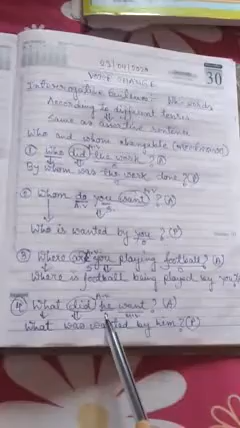 03/04/2024
30
VOICE CHANGE
Interrogative Sentence:- Wh-words
According to different tenses
Same as assertive sentence
Who and whom changeable
① Who did the work? (A)
By whom was the work done? (P)
② Whom do you want? (A)
Who is wanted by you? (P)
③ Where are you playing football? (A)
Where is football being played by you?
④ What did he want? (A)
What was wanted by him? (P)